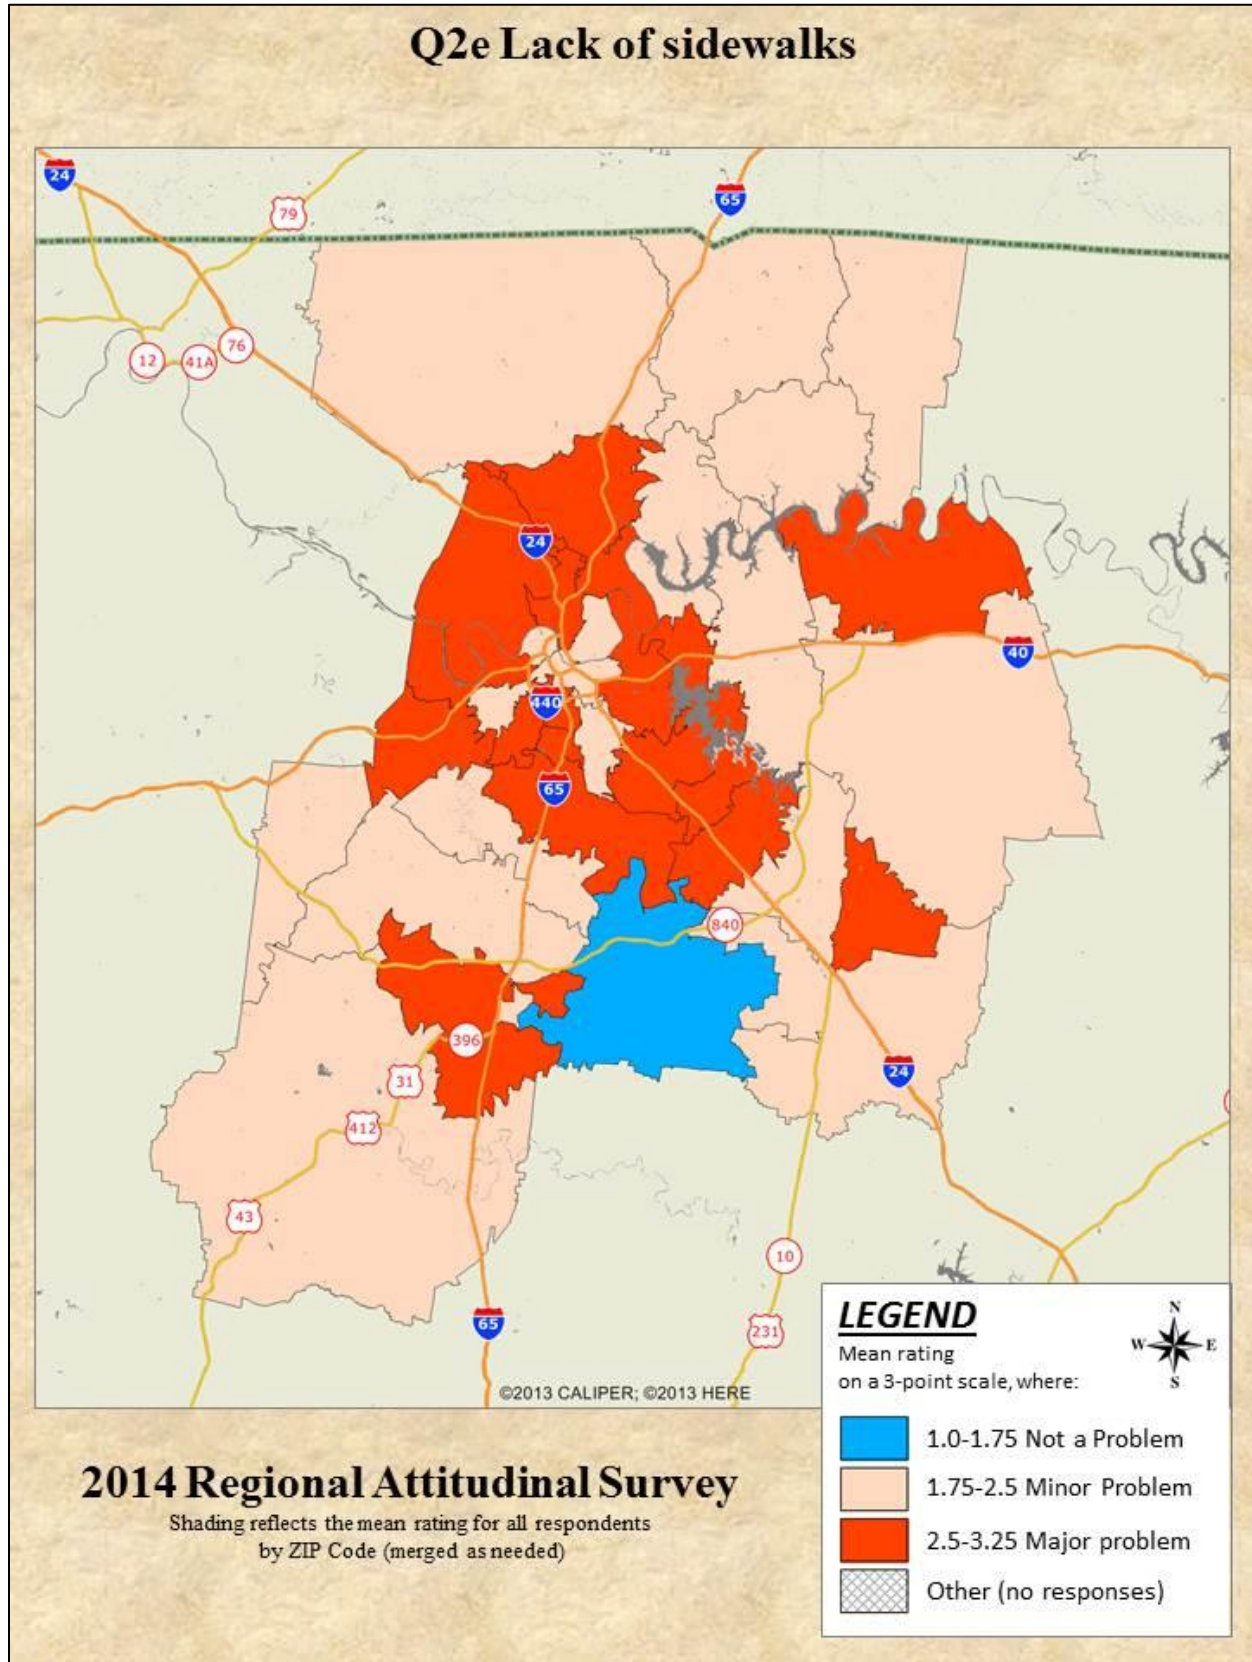 Q2e Lack of sidewalks
24
79
65
12
41A
76
24
40
440
65
840
396
31
24
412
43
10
65
231
©2013 CALIPER; ©2013 HERE
LEGEND
Mean rating
on a 3-point scale, where:
N
W
E
S
1.0-1.75 Not a Problem
1.75-2.5 Minor Problem
2.5-3.25 Major problem
Other (no responses)
2014 Regional Attitudinal Survey
Shading reflects the mean rating for all respondents
by ZIP Code (merged as needed)